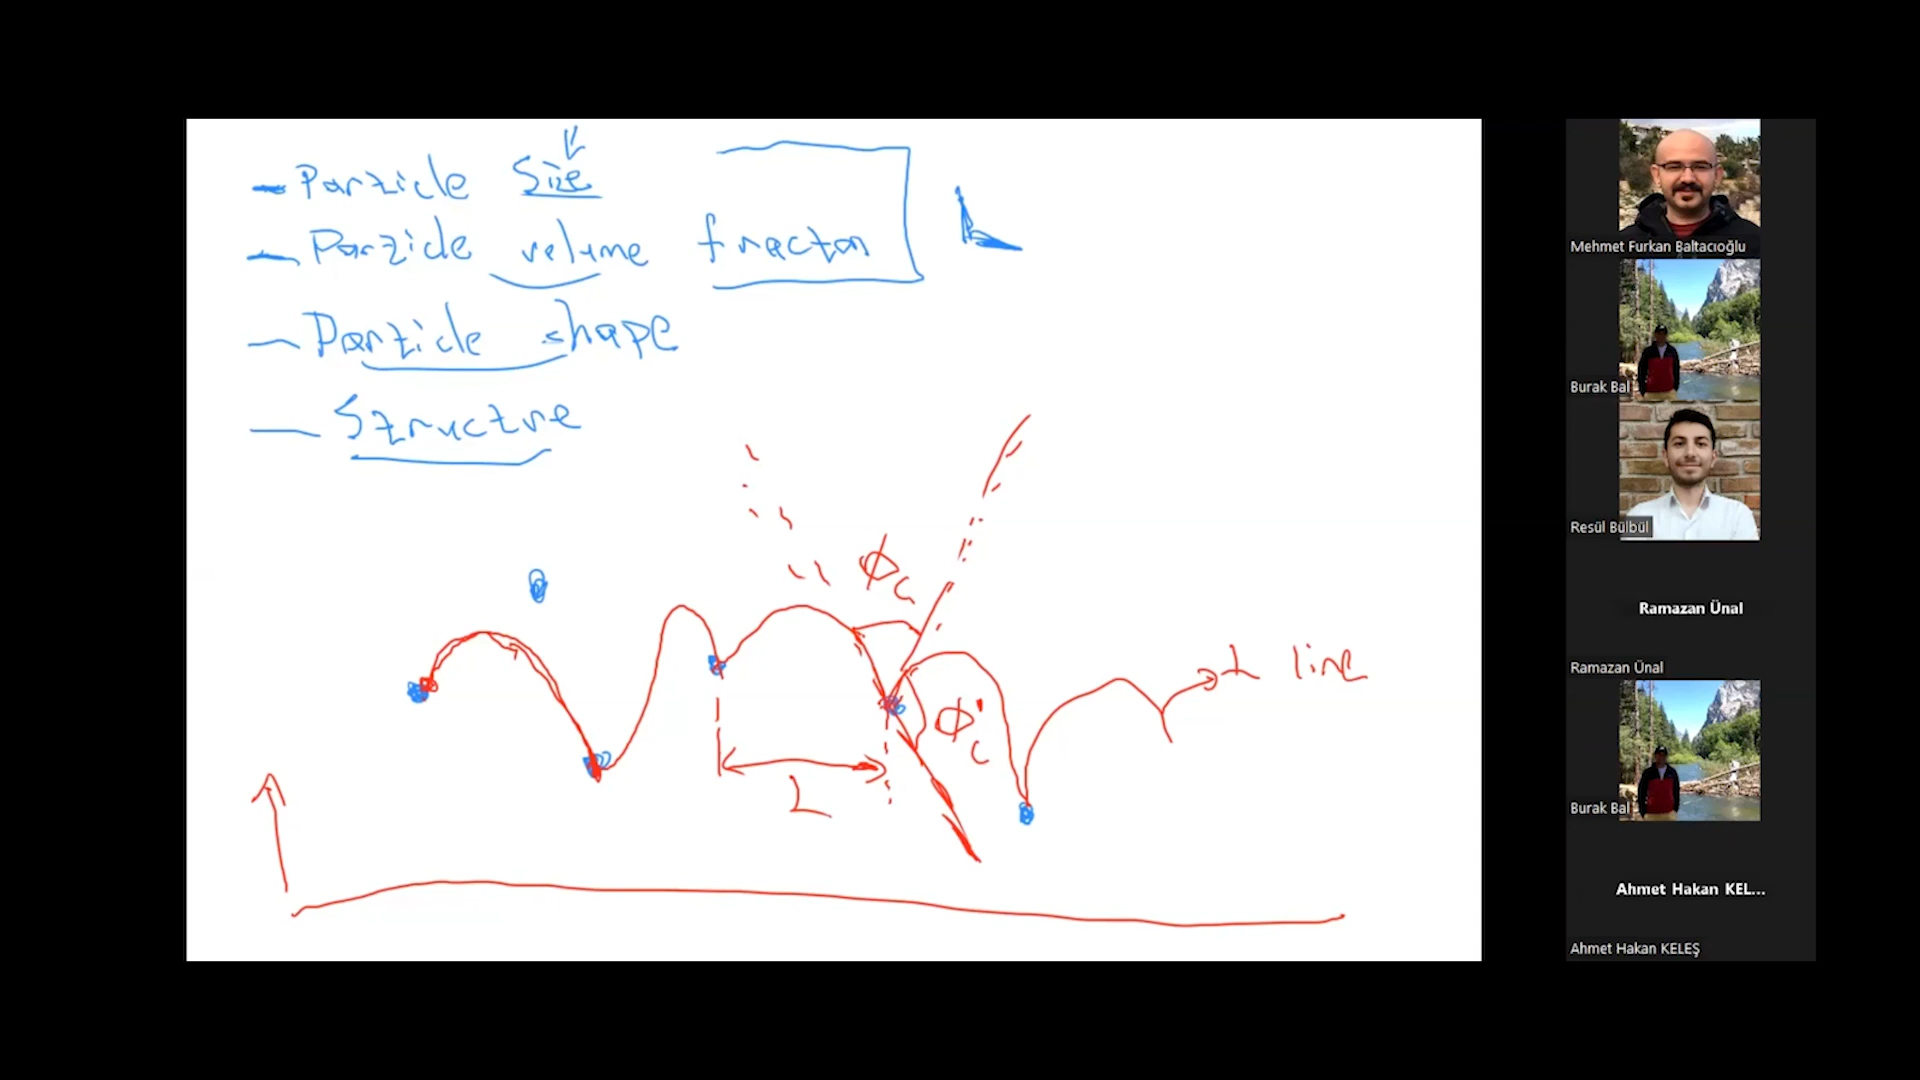 - Particle size
- Particle volume fracton
- Particle shape
- Structure
ϕc
ϕ'c
L
⊥ line
Mehmet Furkan Baltacıoğlu
Burak Bal
Resül Bülbül
Ramazan Ünal
Ramazan Ünal
Burak Bal
Ahmet Hakan KEL...
Ahmet Hakan KELEŞ